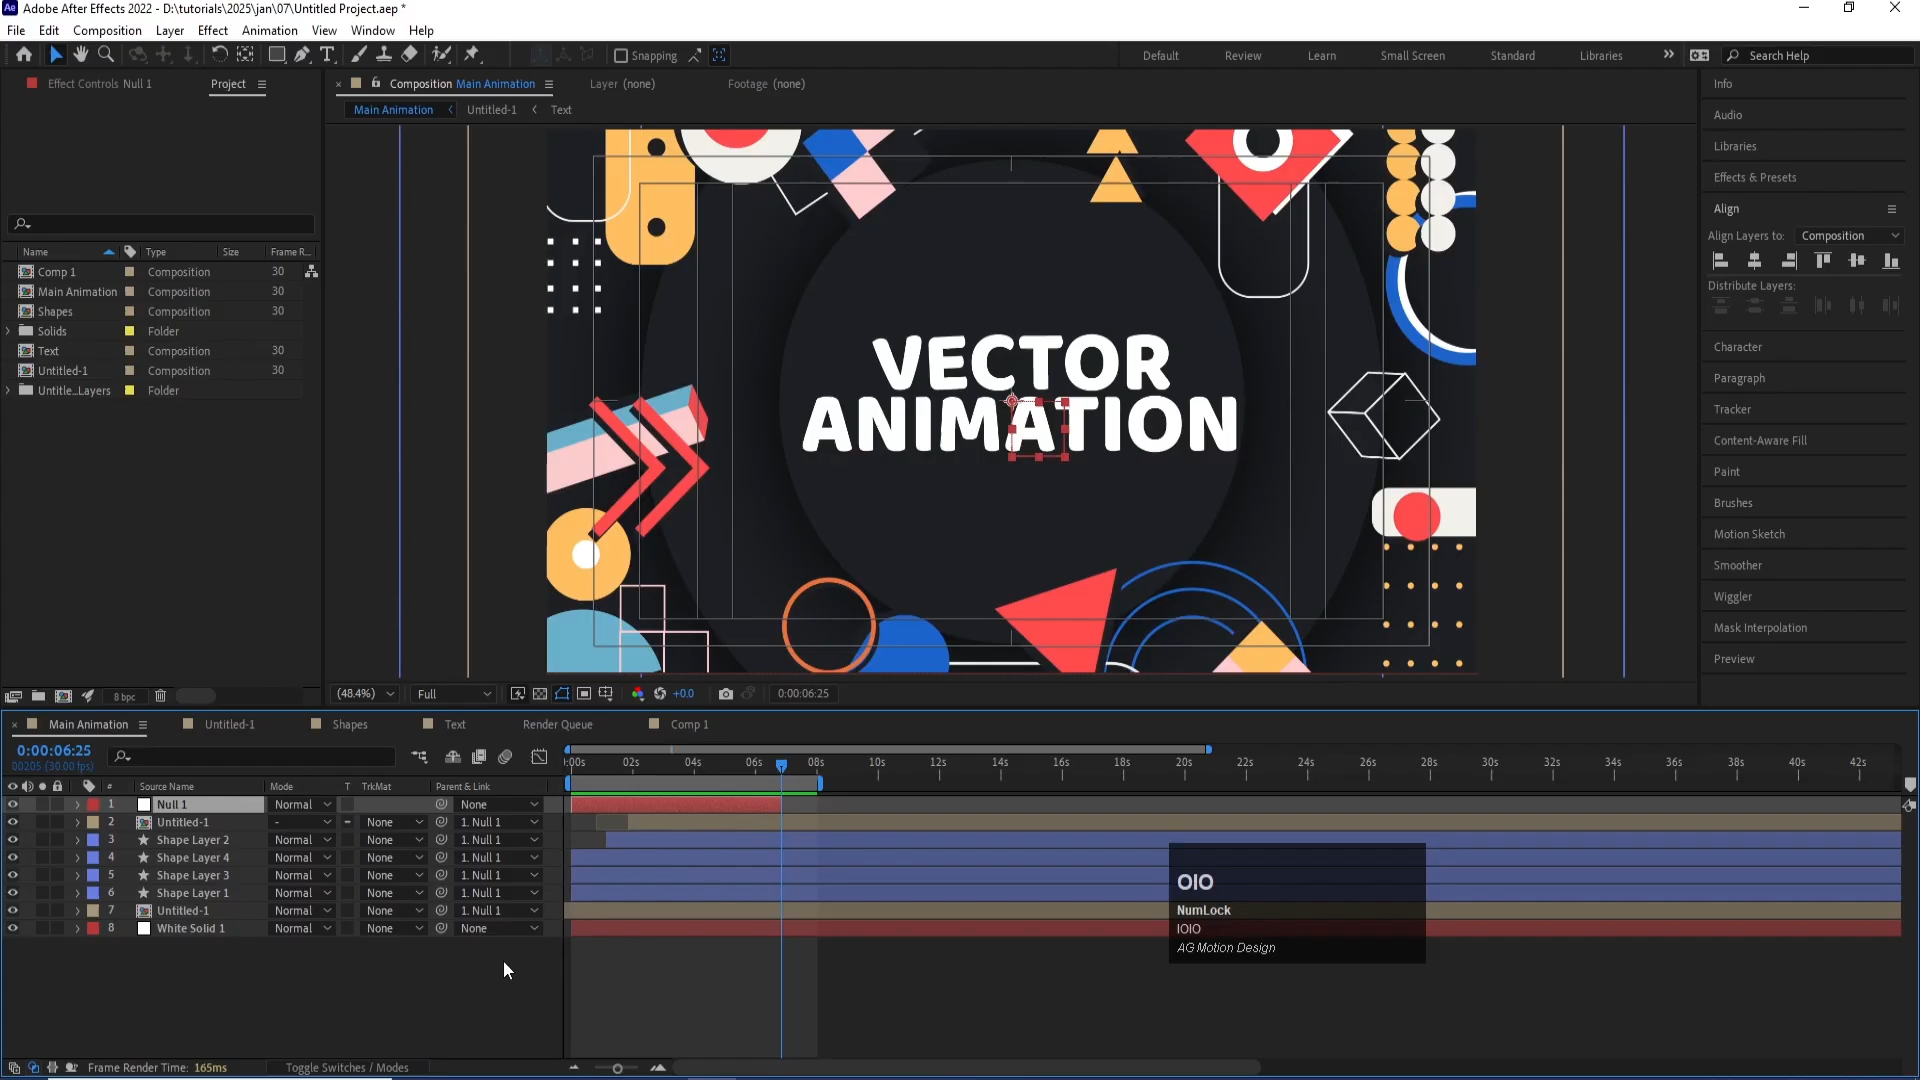 Adobe After Effects 2022 - D:\tutorials\2025\jan\07\Untitled Project.aep *
File Edit Composition Layer Effect Animation View Window Help
Snapping Default Review Learn Small Screen Standard Libraries Search Help
Effect Controls Null 1 Project
Composition Main Animation Layer (none) Footage (none)
Main Animation Untitled-1 Text
Name Type Size Frame R...
Comp 1 Composition 30
Main Animation Composition 30
Shapes Composition 30
Solids Folder
Text Composition 30
Untitled-1 Composition 30
Untitle...Layers Folder
8 bpc
VECTOR
ANIMATION
(48.4%) Full +0.0 0:00:06:25
Info
Audio
Libraries
Effects & Presets
Align
Align Layers to: Composition
Distribute Layers:
Character
Paragraph
Tracker
Content-Aware Fill
Paint
Brushes
Motion Sketch
Smoother
Wiggler
Mask Interpolation
Preview
Main Animation Untitled-1 Shapes Text Render Queue Comp 1
0:00:06:25
00205 (30.00 fps)
:00s 02s 04s 06s 08s 10s 12s 14s 16s 18s 20s 22s 24s 26s 28s 30s 32s 34s 36s 38s 40s 42s
# Source Name Mode T TrkMat Parent & Link
1 Null 1 Normal None
2 Untitled-1 - None 1. Null 1
3 Shape Layer 2 Normal None 1. Null 1
4 Shape Layer 4 Normal None 1. Null 1
5 Shape Layer 3 Normal None 1. Null 1
6 Shape Layer 1 Normal None 1. Null 1
7 Untitled-1 Normal None 1. Null 1
8 White Solid 1 Normal None None
OIO
NumLock
IOIO
AG Motion Design
Frame Render Time: 165ms Toggle Switches / Modes